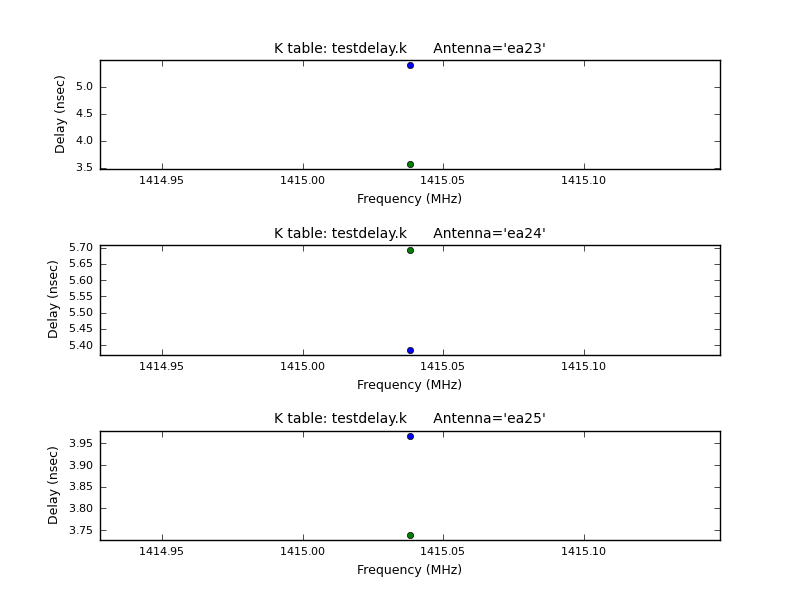 K table: testdelay.k Antenna='ea23'
Delay (nsec)
5.0
4.5
4.0
3.5
1414.95 1415.00 1415.05 1415.10
Frequency (MHz)
K table: testdelay.k Antenna='ea24'
Delay (nsec)
5.70
5.65
5.60
5.55
5.50
5.45
5.40
1414.95 1415.00 1415.05 1415.10
Frequency (MHz)
K table: testdelay.k Antenna='ea25'
Delay (nsec)
3.95
3.90
3.85
3.80
3.75
1414.95 1415.00 1415.05 1415.10
Frequency (MHz)